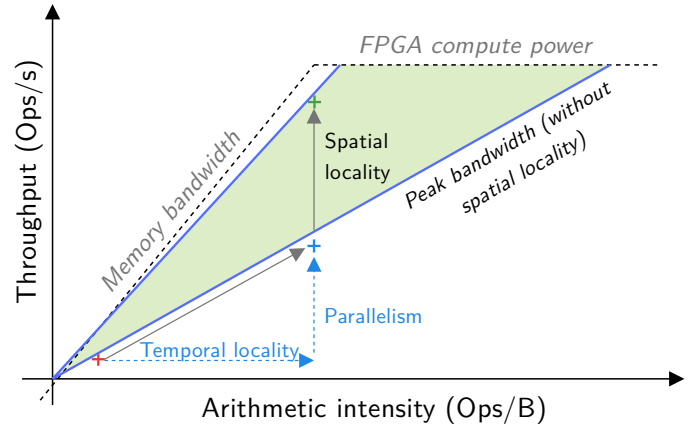 FPGA compute power
Throughput (Ops/s)
Memory bandwidth
Spatial
locality
Peak bandwidth (without
spatial locality)
Parallelism
Temporal locality
Arithmetic intensity (Ops/B)